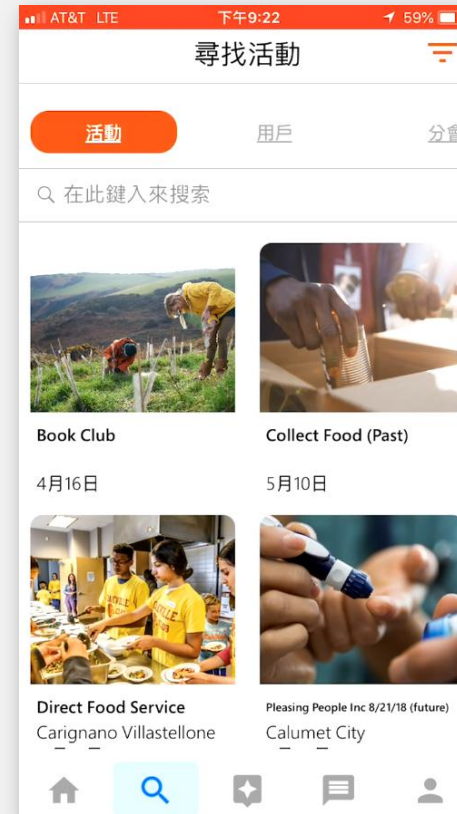 AT&T LTE 下午9:22 59%
尋找活動
活動 用戶 分會
在此鍵入來搜索
Book Club Collect Food (Past)
4月16日 5月10日
Direct Food Service Pleasing People Inc 8/21/18 (future)
Carignano Villastellone Calumet City